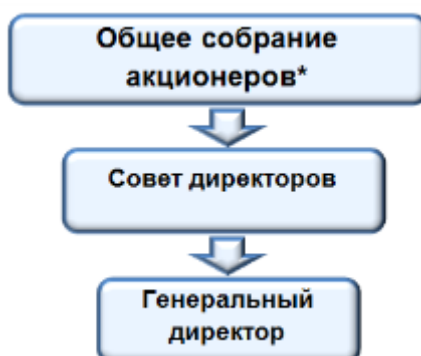 Общее собрание
акционеров*
Совет директоров
Генеральный
директор